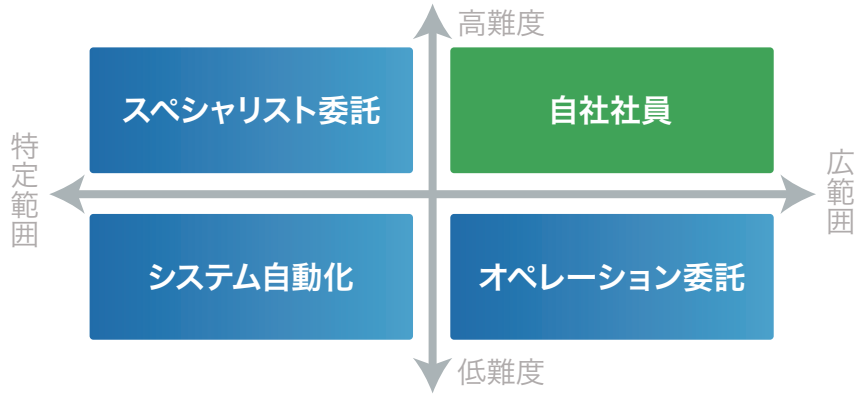 高難度
スペシャリスト委託
自社社員
特定範囲
広範囲
システム自動化
オペレーション委託
低難度